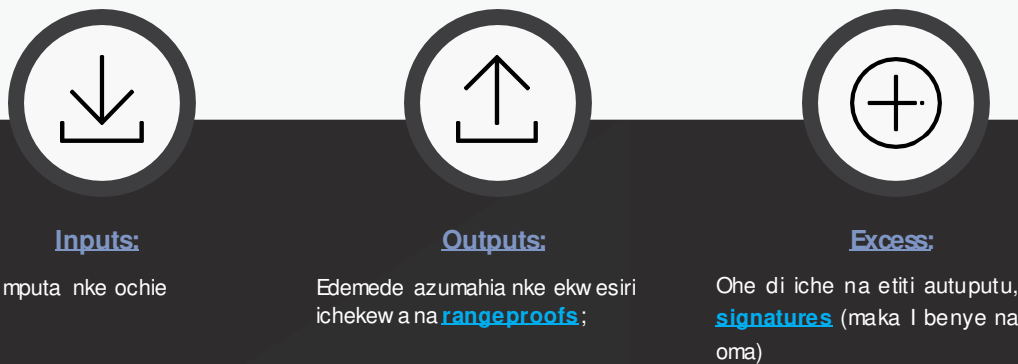 Inputs:
mputa nke ochie
Outputs:
Edemede azumahia nke ekwesiri
ichekewa na rangeproofs;
Excess:
Ohe di iche na etiti autuputu,
signatures (maka I benye na
oma)